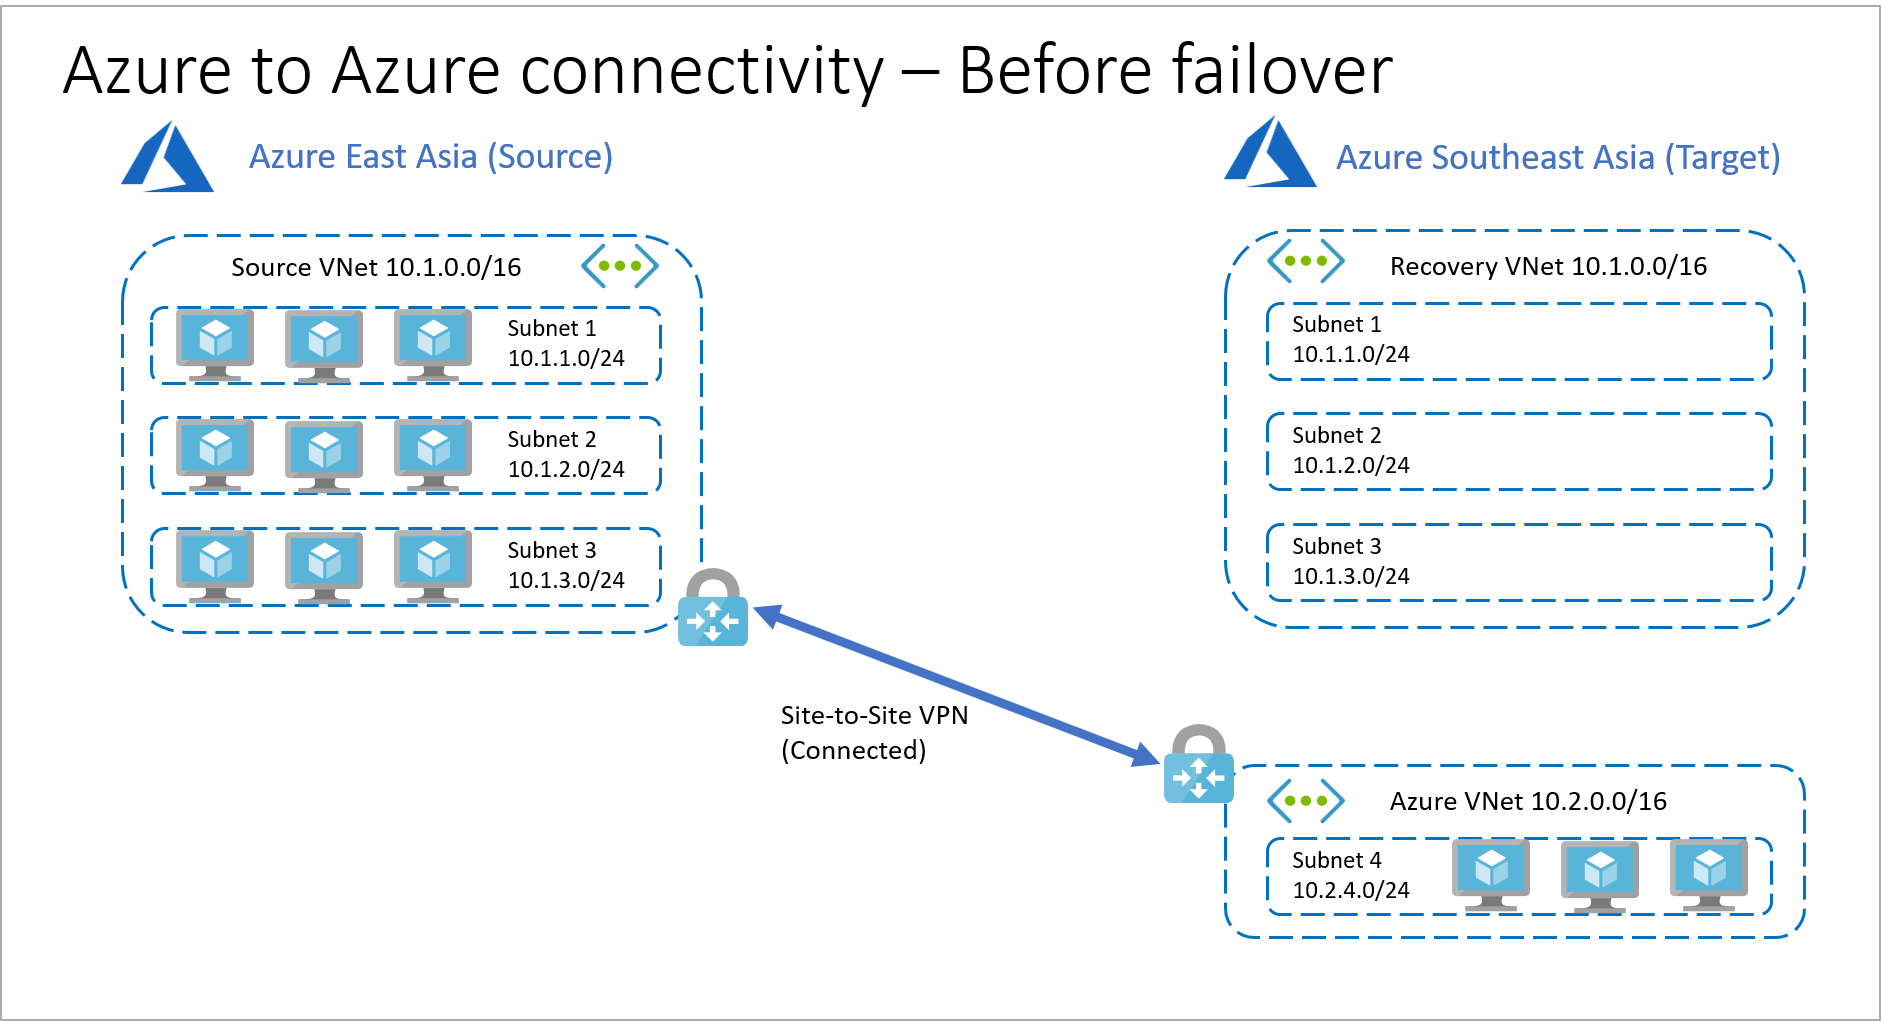 Azure to Azure connectivity – Before failover
Azure East Asia (Source)
Azure Southeast Asia (Target)
Source VNet 10.1.0.0/16
Subnet 1
10.1.1.0/24
Subnet 2
10.1.2.0/24
Subnet 3
10.1.3.0/24
Recovery VNet 10.1.0.0/16
Subnet 1
10.1.1.0/24
Subnet 2
10.1.2.0/24
Subnet 3
10.1.3.0/24
Site-to-Site VPN
(Connected)
Azure VNet 10.2.0.0/16
Subnet 4
10.2.4.0/24